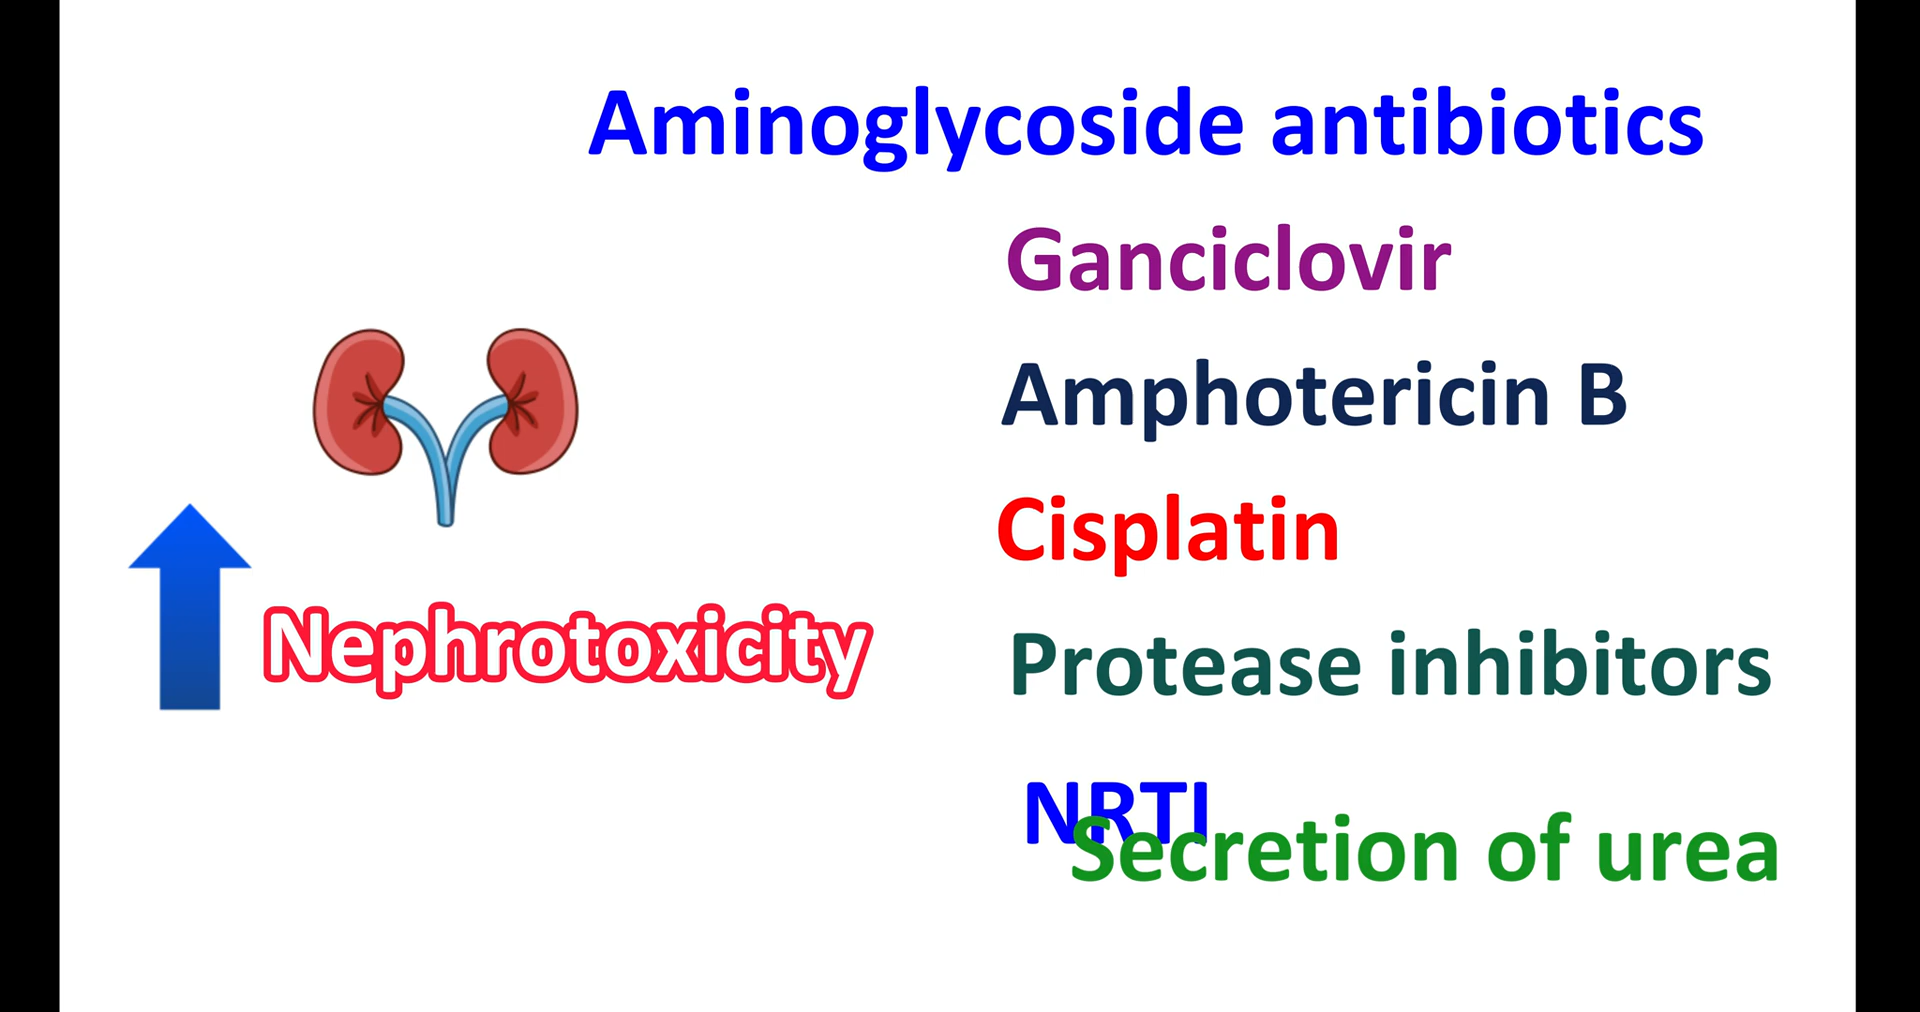 Aminoglycoside antibiotics
Ganciclovir
Amphotericin B
Cisplatin
Nephrotoxicity
Protease inhibitors
NRTI
Secretion of urea